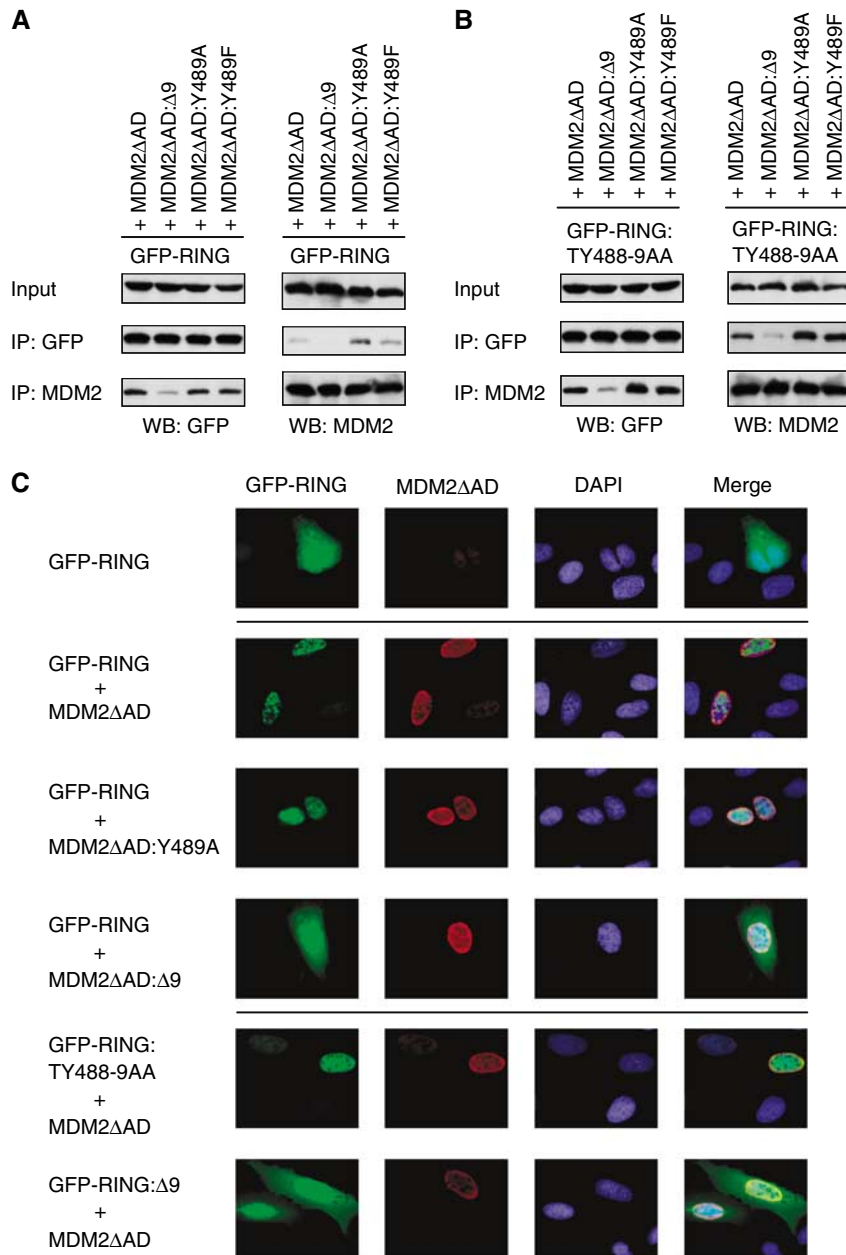 A
+ MDM2ΔAD
+ MDM2ΔAD:Δ9
+ MDM2ΔAD:Y489A
+ MDM2ΔAD:Y489F
GFP-RING
+ MDM2ΔAD
+ MDM2ΔAD:Δ9
+ MDM2ΔAD:Y489A
+ MDM2ΔAD:Y489F
GFP-RING
Input
IP: GFP
IP: MDM2
WB: GFP
WB: MDM2
B
+ MDM2ΔAD
+ MDM2ΔAD:Δ9
+ MDM2ΔAD:Y489A
+ MDM2ΔAD:Y489F
GFP-RING:
TY488-9AA
+ MDM2ΔAD
+ MDM2ΔAD:Δ9
+ MDM2ΔAD:Y489A
+ MDM2ΔAD:Y489F
GFP-RING:
TY488-9AA
Input
IP: GFP
IP: MDM2
WB: GFP
WB: MDM2
C
GFP-RING MDM2ΔAD DAPI Merge
GFP-RING
GFP-RING
+
MDM2ΔAD
GFP-RING
+
MDM2ΔAD:Y489A
GFP-RING
+
MDM2ΔAD:Δ9
GFP-RING:
TY488-9AA
+
MDM2ΔAD
GFP-RING:Δ9
+
MDM2ΔAD